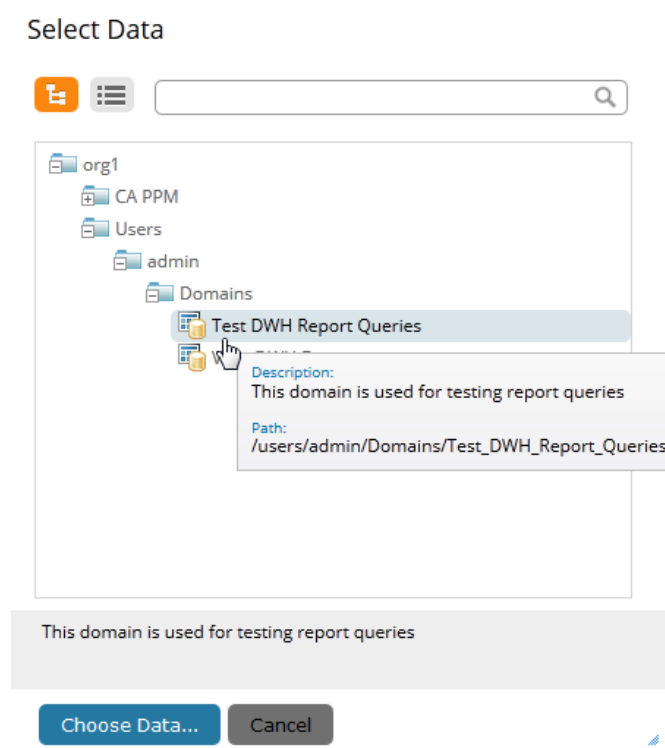 Select Data
org1
CA PPM
Users
admin
Domains
Test DWH Report Queries
Description:
This domain is used for testing report queries
Path:
/users/admin/Domains/Test_DWH_Report_Queries
This domain is used for testing report queries
Choose Data...
Cancel